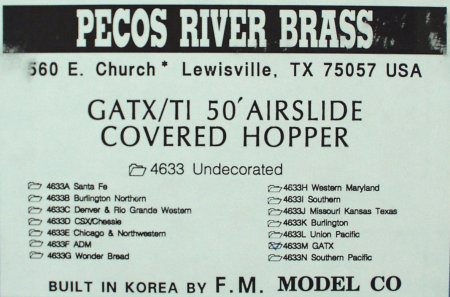 PECOS RIVER BRASS
560 E. Church * Lewisville, TX 75057 USA
GATX/TI 50' AIRSLIDE
COVERED HOPPER
4633 Undecorated
4633A Santa Fe
4633B Burlington Northern
4633C Denver & Rio Grande Western
4633D CSX/Chessie
4633E Chicago & Northwestern
4633F ADM
4633G Wonder Bread
4633H Western Maryland
4633I Southern
4633J Missouri Kansas Texas
4633K Burlington
4633L Union Pacific
4633M GATX
4633N Southern Pacific
BUILT IN KOREA BY F.M. MODEL CO